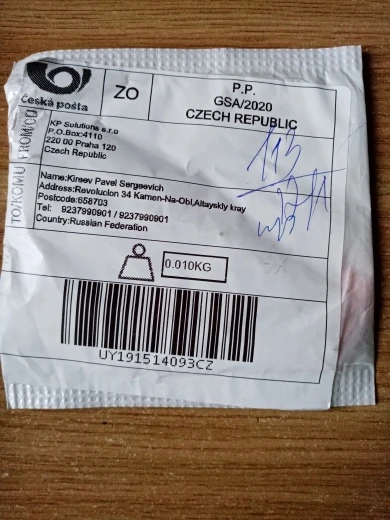 Česká pošta
ZO
P.P.
GSA/2020
CZECH REPUBLIC
TO/KOMU FROM/OD
KP Solutions s.r.o
P.O.Box:4110
220 00 Praha 120
Czech Republic
Name:Kireev Pavel Sergeevich
Address:Revolucion 34 Kamen-Na-Obi,Altayskiy kray
Postcode:658703
Tel: 9237990901 / 9237990901
Country:Russian Federation
113
0.010KG
UY191514093CZ